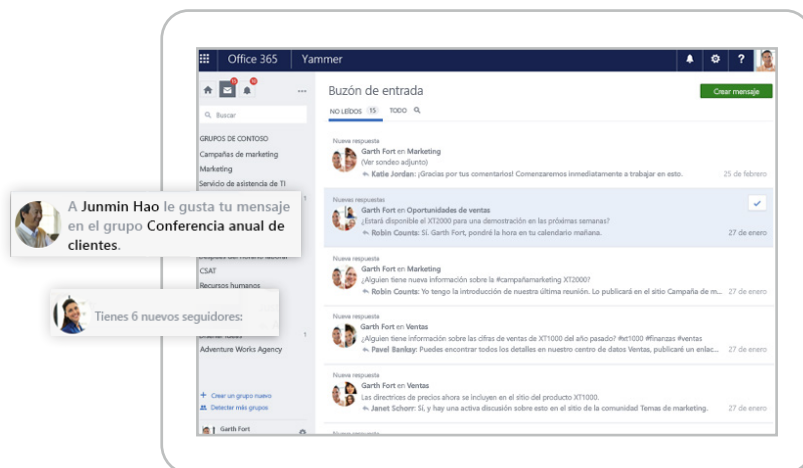 Office 365
Yammer
?
...
Buscar
GRUPOS DE CONTOSO
Campañas de marketing
Marketing
Servicio de asistencia de TI
1
A Junmin Hao le gusta tu mensaje
en el grupo Conferencia anual de
clientes.
CSAT
Recursos humanos
Tienes 6 nuevos seguidores:
1
Adventure Works Agency
+ Crear un grupo nuevo
Detectar más grupos
Garth Fort
Buzón de entrada
Crear mensaje
NO LEÍDOS 15 TODO
Nueva respuesta
Garth Fort en Marketing
(Ver sondeo adjunto)
Katie Jordan: ¡Gracias por tus comentarios! Comenzaremos inmediatamente a trabajar en esto. 25 de febrero
Nuevas respuestas
Garth Fort en Oportunidades de ventas
¿Estará disponible el XT2000 para una demostración en las próximas semanas?
Robin Counts: Sí. Garth Fort, pondré la hora en tu calendario mañana. 27 de enero
Nueva respuesta
Garth Fort en Marketing
¿Alguien tiene nueva información sobre la #campañamarketing XT2000?
Robin Counts: Yo tengo la introducción de nuestra última reunión. Lo publicará en el sitio Campaña de m... 27 de enero
Nueva respuesta
Garth Fort en Ventas
¿Alguien tiene información sobre las cifras de ventas de XT1000 del año pasado? #xt1000 #finanzas #ventas
Pavel Bankay: Puedes encontrar todos los detalles en nuestro centro de datos Ventas, publicaré un enlac... 27 de enero
Nueva respuesta
Garth Fort en Ventas
Las directrices de precios ahora se incluyen en el sitio del producto XT1000.
Janet Schorr: Sí, y hay una activa discusión sobre esto en el sitio de la comunidad Temas de marketing. 27 de enero